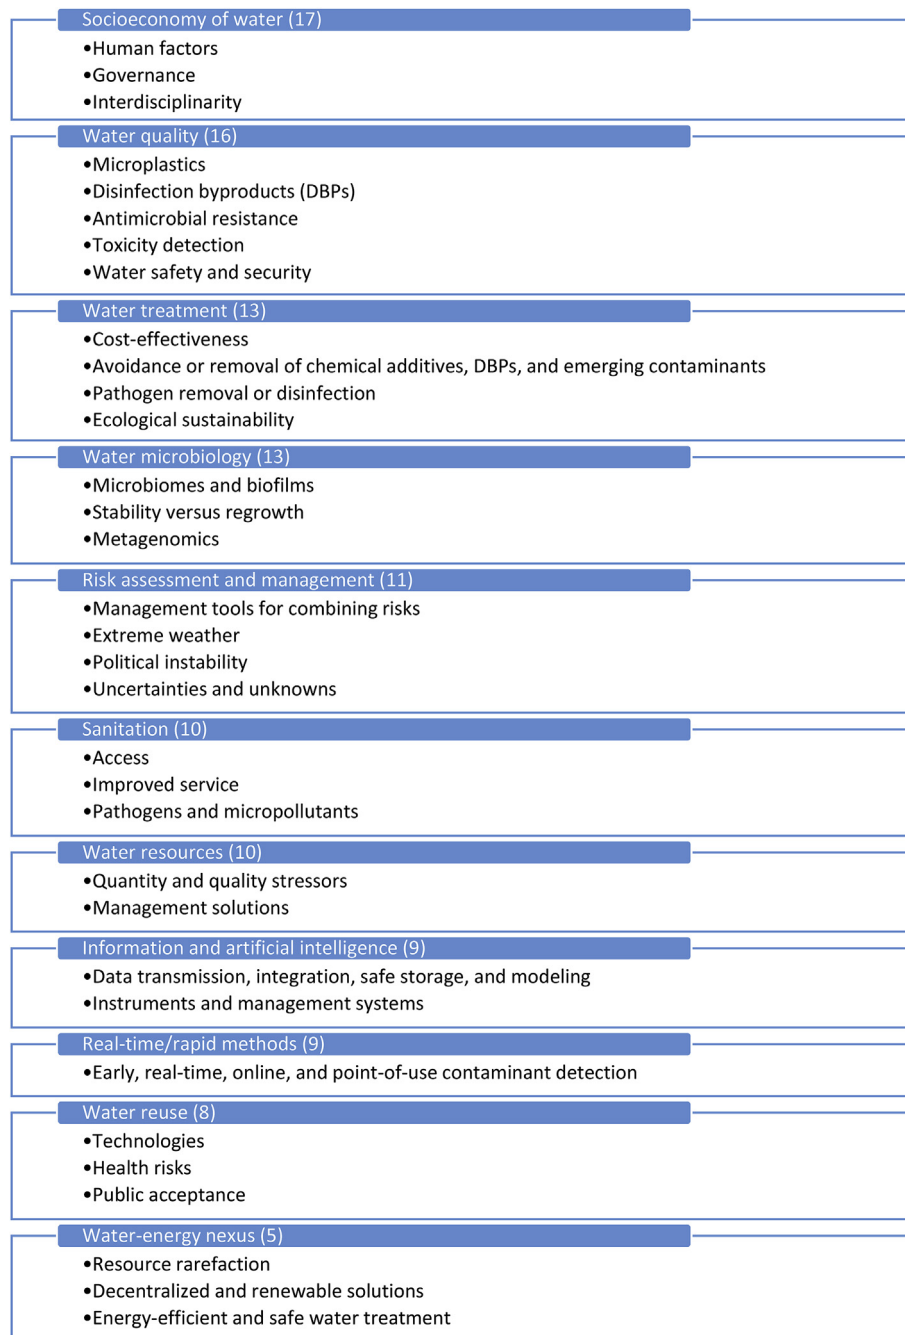 Socioeconomy of water (17)
•Human factors
•Governance
•Interdisciplinarity
Water quality (16)
•Microplastics
•Disinfection byproducts (DBPs)
•Antimicrobial resistance
•Toxicity detection
•Water safety and security
Water treatment (13)
•Cost-effectiveness
•Avoidance or removal of chemical additives, DBPs, and emerging contaminants
•Pathogen removal or disinfection
•Ecological sustainability
Water microbiology (13)
•Microbiomes and biofilms
•Stability versus regrowth
•Metagenomics
Risk assessment and management (11)
•Management tools for combining risks
•Extreme weather
•Political instability
•Uncertainties and unknowns
Sanitation (10)
•Access
•Improved service
•Pathogens and micropollutants
Water resources (10)
•Quantity and quality stressors
•Management solutions
Information and artificial intelligence (9)
•Data transmission, integration, safe storage, and modeling
•Instruments and management systems
Real-time/rapid methods (9)
•Early, real-time, online, and point-of-use contaminant detection
Water reuse (8)
•Technologies
•Health risks
•Public acceptance
Water-energy nexus (5)
•Resource rarefaction
•Decentralized and renewable solutions
•Energy-efficient and safe water treatment